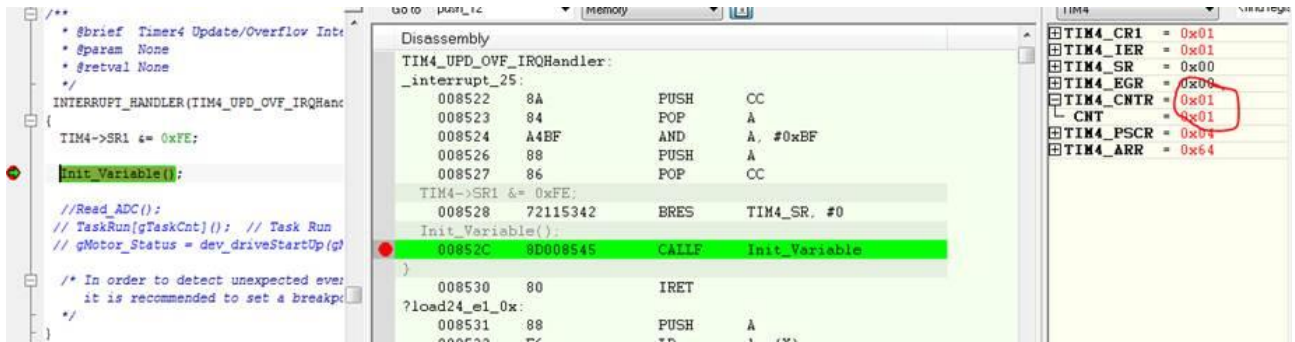 /**
* @brief Timer4 Update/Overflow Inte
* @param None
* @retval None
*/
INTERRUPT_HANDLER(TIM4_UPD_OVF_IRQHand
{
TIM4->SR1 &= 0xFE;
Init_Variable();
//Read_ADC();
// TaskRun[gTaskCnt](); // Task Run
// gMotor_Status = dev_driveStartUp(gM
/* In order to detect unexpected even
it is recommended to set a breakpo
*/
}
Go to push_12 Memory
Disassembly
TIM4_UPD_OVF_IRQHandler:
_interrupt_25:
008522 8A PUSH CC
008523 84 POP A
008524 A4BF AND A, #0xBF
008526 88 PUSH A
008527 86 POP CC
TIM4->SR1 &= 0xFE;
008528 72115342 BRES TIM4_SR, #0
Init_Variable();
00852C 8D008545 CALLF Init_Variable
}
008530 80 IRET
?load24_e1_0x:
008531 88 PUSH A
TIM4
TIM4_CR1 = 0x01
TIM4_IER = 0x01
TIM4_SR = 0x00
TIM4_EGR = 0x00
TIM4_CNTR = 0x01
CNT = 0x01
TIM4_PSCR = 0x04
TIM4_ARR = 0x64